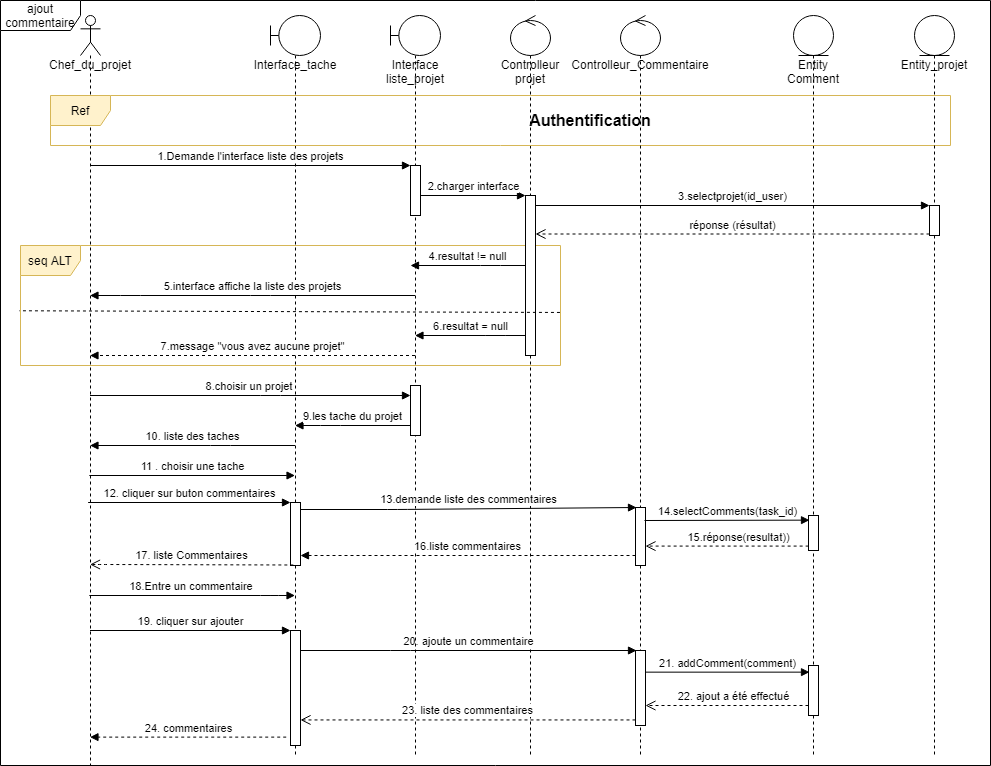 ajout
commentaire
Chef_du_projet
Interface_tache
Interface
liste_projet
Controlleur
projet
Controlleur_Commentaire
Entity
Comment
Entity_projet
Ref
Authentification
1.Demande l'interface liste des projets
2.charger interface
3.selectprojet(id_user)
réponse (résultat)
seq ALT
4.resultat != null
5.interface affiche la liste des projets
6.resultat = null
7.message "vous avez aucune projet"
8.choisir un projet
9.les tache du projet
10. liste des taches
11 . choisir une tache
12. cliquer sur buton commentaires
13.demande liste des commentaires
14.selectComments(task_id)
15.réponse(resultat))
16.liste commentaires
17. liste Commentaires
18.Entre un commentaire
19. cliquer sur ajouter
20. ajoute un commentaire
21. addComment(comment)
22. ajout a été effectué
23. liste des commentaires
24. commentaires